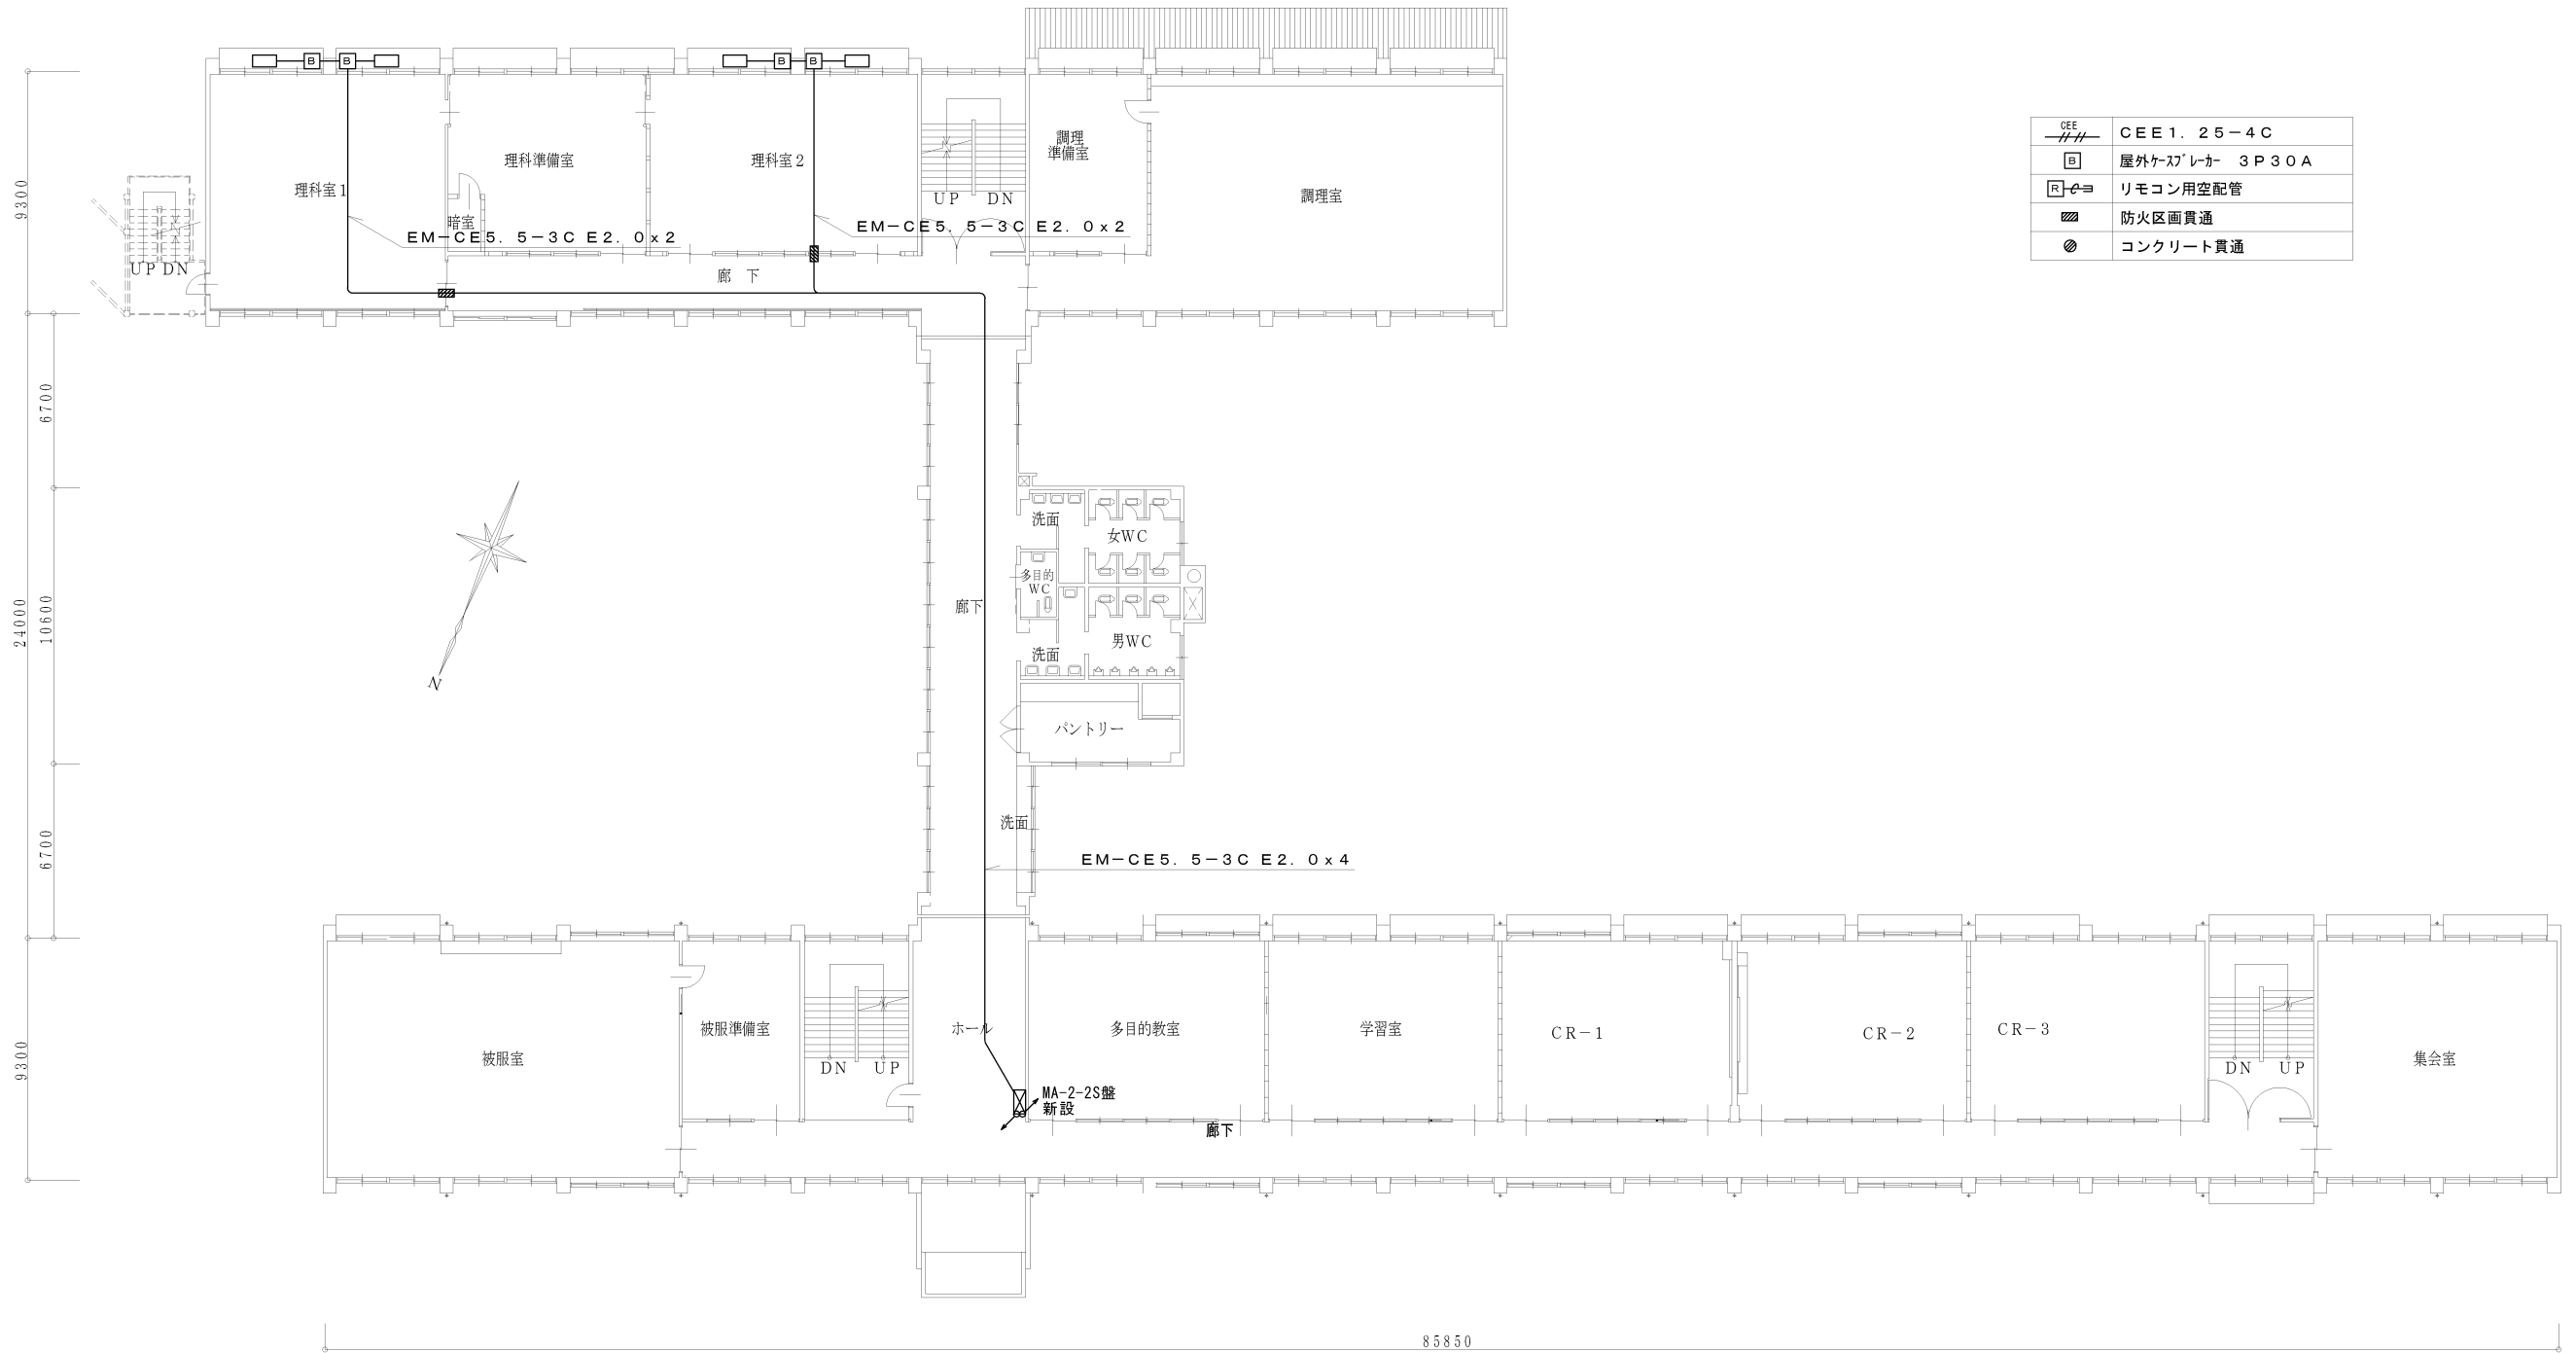 CEE
CEE1．25－4C
B
屋外ｹｰｽﾌﾞﾚｰｶｰ　3P30A
R
リモコン用空配管
防火区画貫通
コンクリート貫通
B
B
B
B
9300
理科室1
理科準備室
暗室
理科室2
UP DN
調理
準備室
調理室
UP DN
EM－CE5．5－3C E2．0x2
EM－CE5．5－3C E2．0x2
廊 下
6700
24000
10600
6700
N
廊下
洗面
女WC
多目的
WC
男WC
洗面
パントリー
洗面
EM－CE5．5－3C E2．0x4
9300
被服室
被服準備室
DN UP
ホール
MA-2-2S盤
新設
多目的教室
学習室
CR－1
CR－2
CR－3
DN UP
集会室
廊下
85850